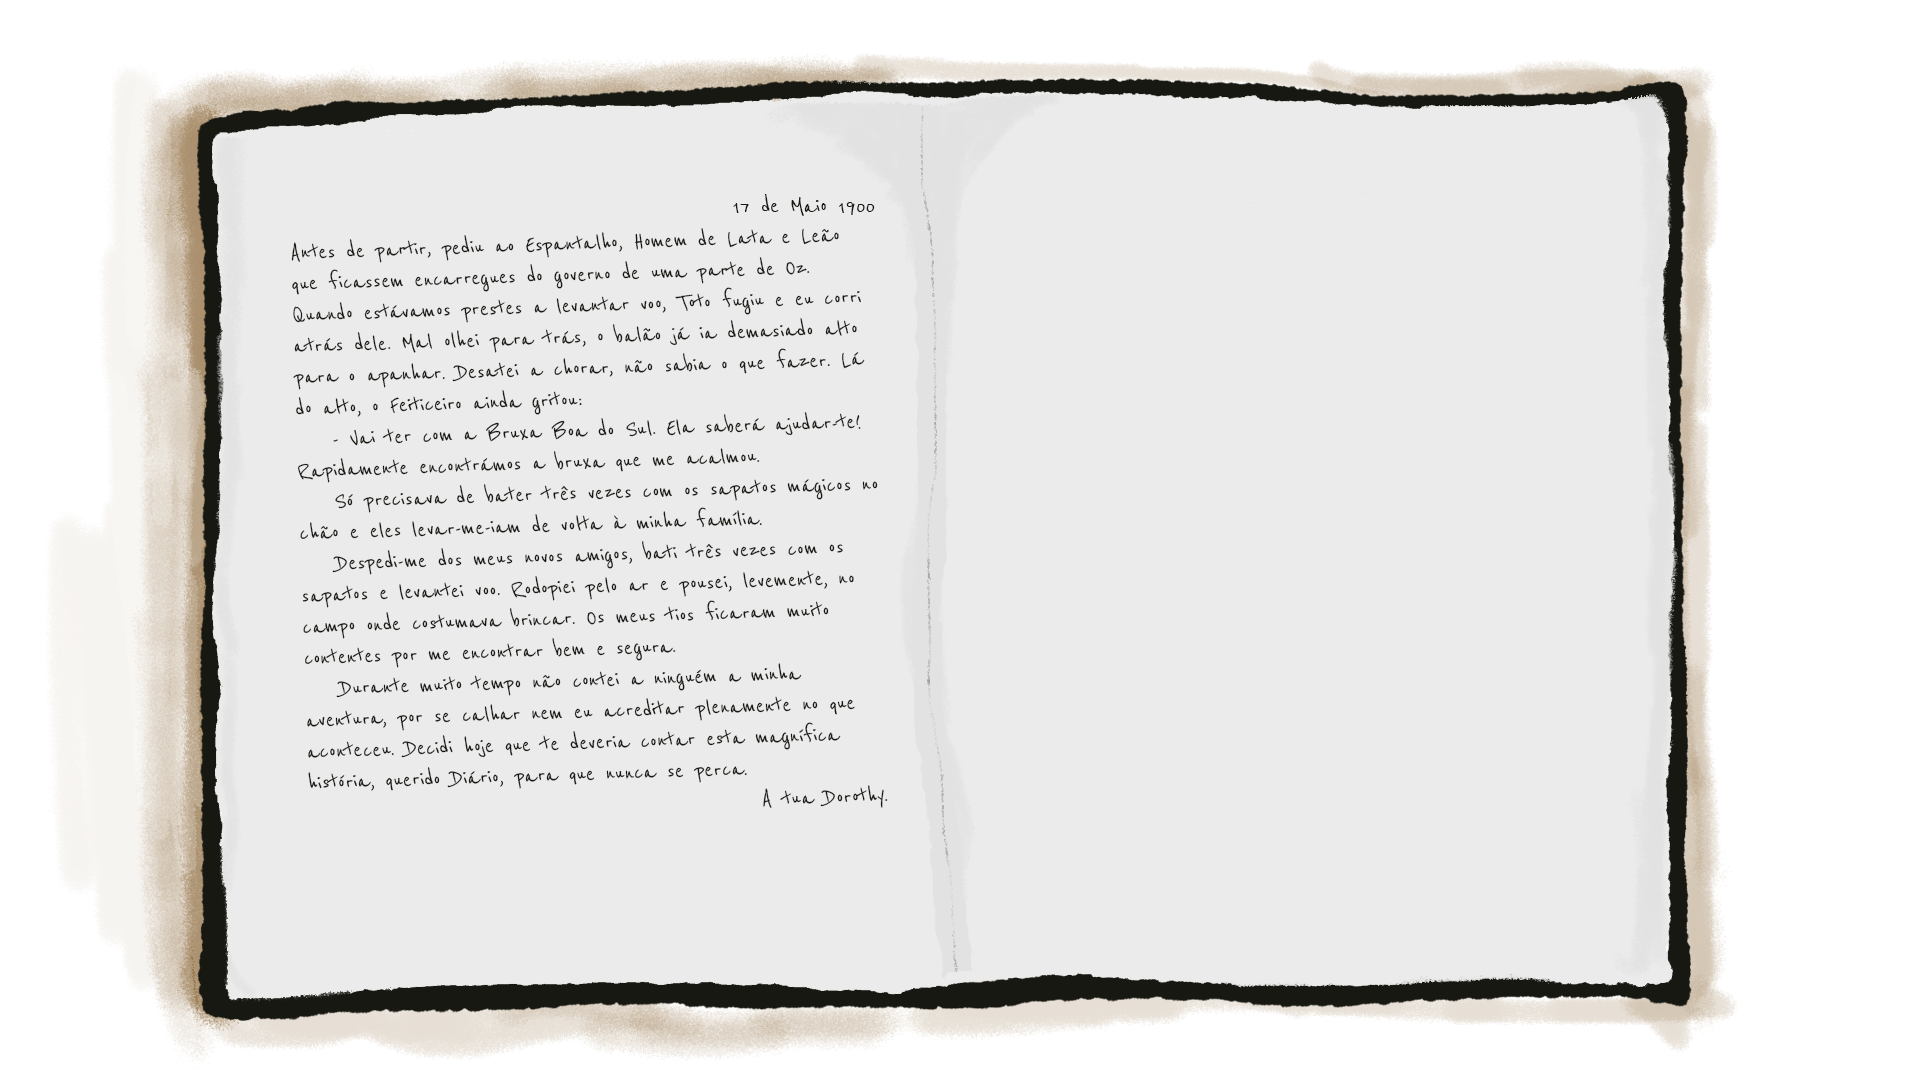 17 de Maio 1900
Antes de partir, pediu ao Espantalho, Homem de Lata e Leão
que ficassem encarregues do governo de uma parte de Oz.
Quando estávamos prestes a levantar voo, Toto fugiu e eu corri
atrás dele. Mal olhei para trás, o balão já ia demasiado alto
para o apanhar. Desatei a chorar, não sabia o que fazer. Lá
do alto, o Feiticeiro ainda gritou:
- Vai ter com a Bruxa Boa do Sul. Ela saberá ajudar-te!
Rapidamente encontrámos a bruxa que me acalmou.
Só precisava de bater três vezes com os sapatos mágicos no
chão e eles levar-me-iam de volta à minha família.
Despedi-me dos meus novos amigos, bati três vezes com os
sapatos e levantei voo. Rodopiei pelo ar e pousei, levemente, no
campo onde costumava brincar. Os meus tios ficaram muito
contentes por me encontrar bem e segura.
Durante muito tempo não contei a ninguém a minha
aventura, por se calhar nem eu acreditar plenamente no que
aconteceu. Decidi hoje que te deveria contar esta magnífica
história, querido Diário, para que nunca se perca.
A tua Dorothy.